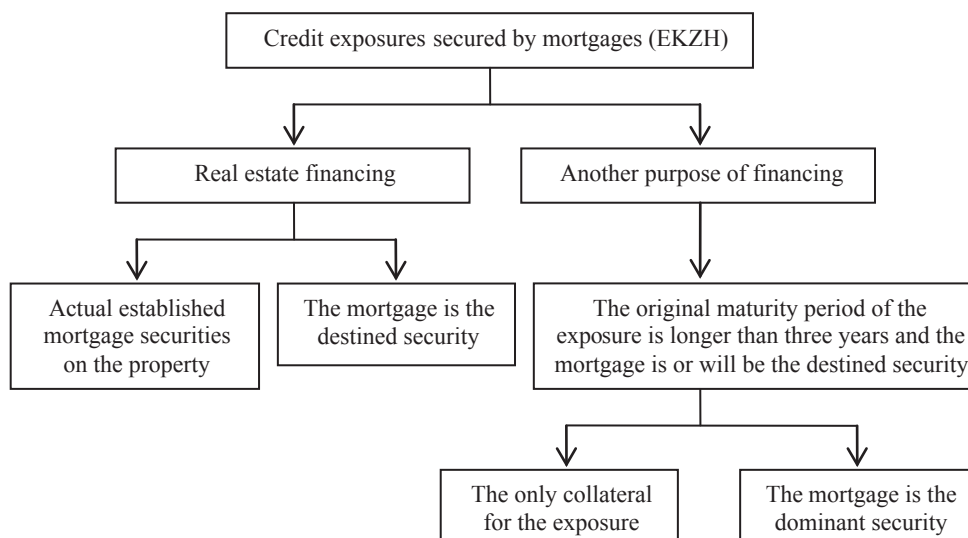 Credit exposures secured by mortgages (EKZH)
Real estate financing
Another purpose of financing
Actual established
mortgage securities
on the property
The mortgage is the
destined security
The original maturity period of the
exposure is longer than three years and the
mortgage is or will be the destined security
The only collateral
for the exposure
The mortgage is the
dominant security